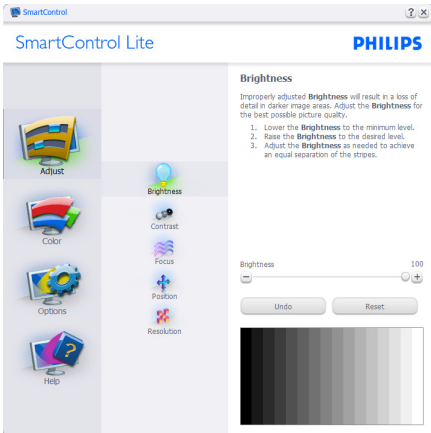 SmartControl
SmartControl Lite
PHILIPS
Adjust
Color
Options
Help
Brightness
Contrast
Focus
Position
Resolution
Brightness
Improperly adjusted Brightness will result in a loss of
detail in darker image areas. Adjust the Brightness for
the best possible picture quality.
1. Lower the Brightness to the minimum level.
2. Raise the Brightness to the desired level.
3. Adjust the Brightness as needed to achieve
an equal separation of the stripes.
Brightness 100
Undo Reset